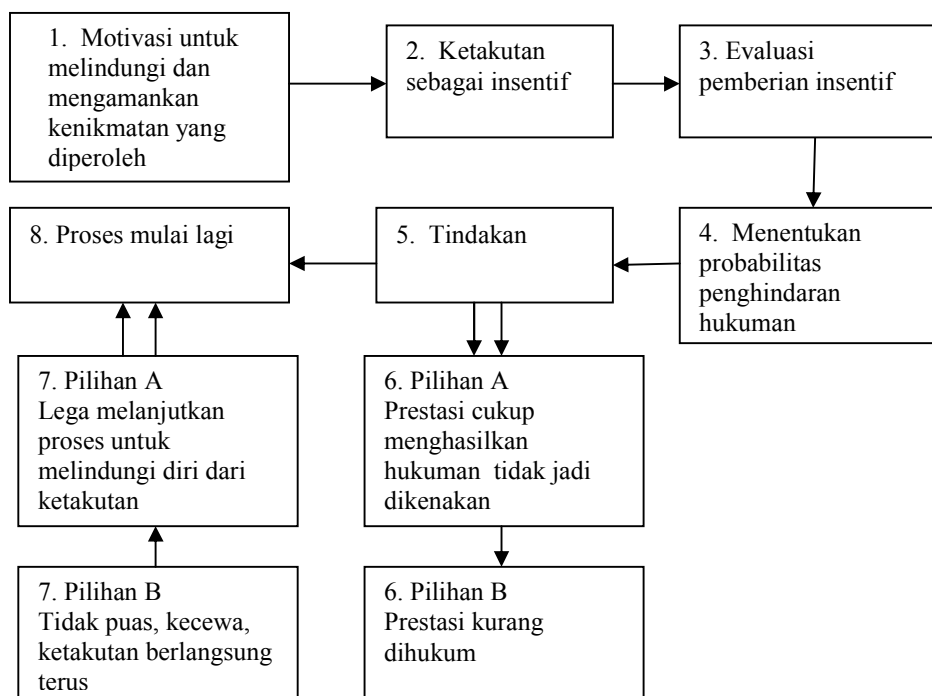 1. Motivasi untuk
melindungi dan
mengamankan
kenikmatan yang
diperoleh
2. Ketakutan
sebagai insentif
3. Evaluasi
pemberian insentif
4. Menentukan
probabilitas
penghindaran
hukuman
5. Tindakan
8. Proses mulai lagi
6. Pilihan A
Prestasi cukup
menghasilkan
hukuman tidak jadi
dikenakan
6. Pilihan B
Prestasi kurang
dihukum
7. Pilihan A
Lega melanjutkan
proses untuk
melindungi diri dari
ketakutan
7. Pilihan B
Tidak puas, kecewa,
ketakutan berlangsung
terus